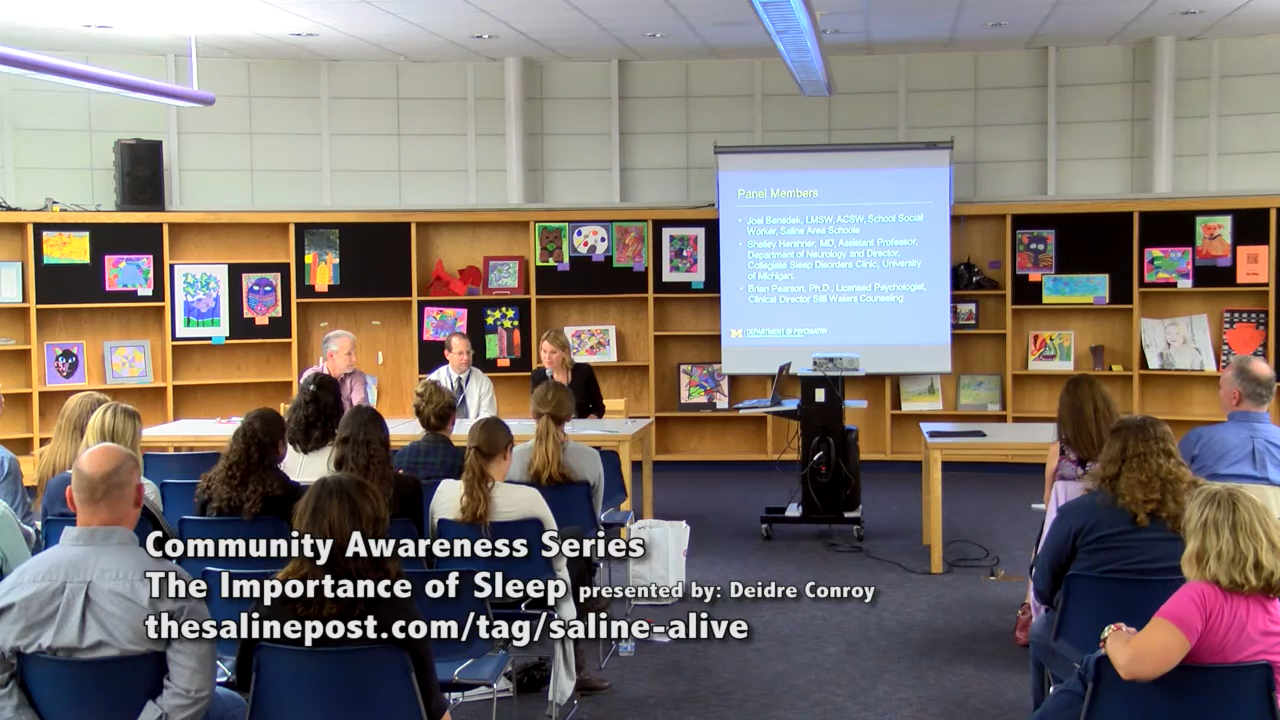 Panel Members
• Joel Benedek, LMSW, ACSW, School Social
Worker, Saline Area Schools
• Shelley Hershner, MD, Assistant Professor,
Department of Neurology and Director,
Collegiate Sleep Disorders Clinic, University
of Michigan.
• Brian Pearson, Ph.D., Licensed Psychologist,
Clinical Director Still Waters Counseling
M DEPARTMENT OF PSYCHIATRY
Community Awareness Series
The Importance of Sleep presented by: Deidre Conroy
thesalinepost.com/tag/saline-alive